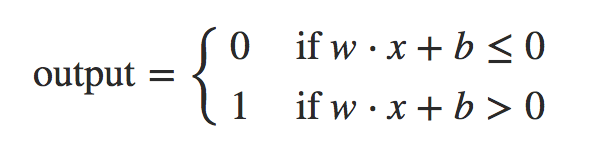 output = { 0 if w · x + b ≤ 0
1 if w · x + b > 0